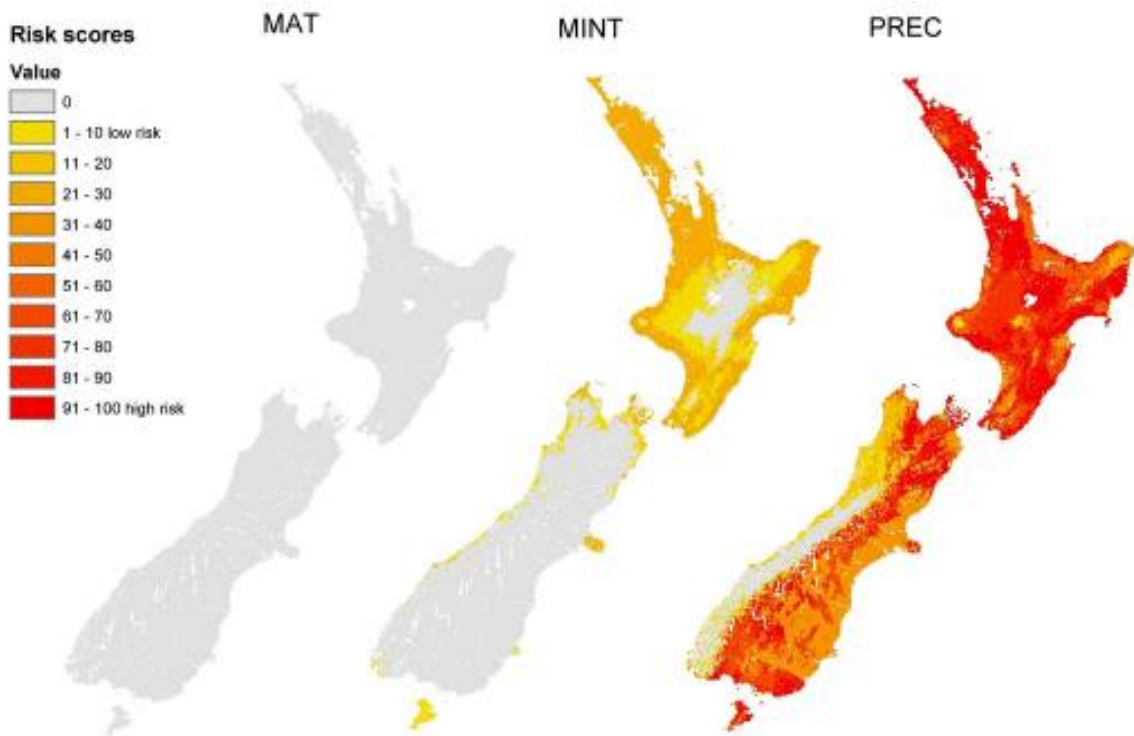 MAT
MINT
PREC
Risk scores
Value
0
1 - 10 low risk
11 - 20
21 - 30
31 - 40
41 - 50
51 - 60
61 - 70
71 - 80
81 - 90
91 - 100 high risk